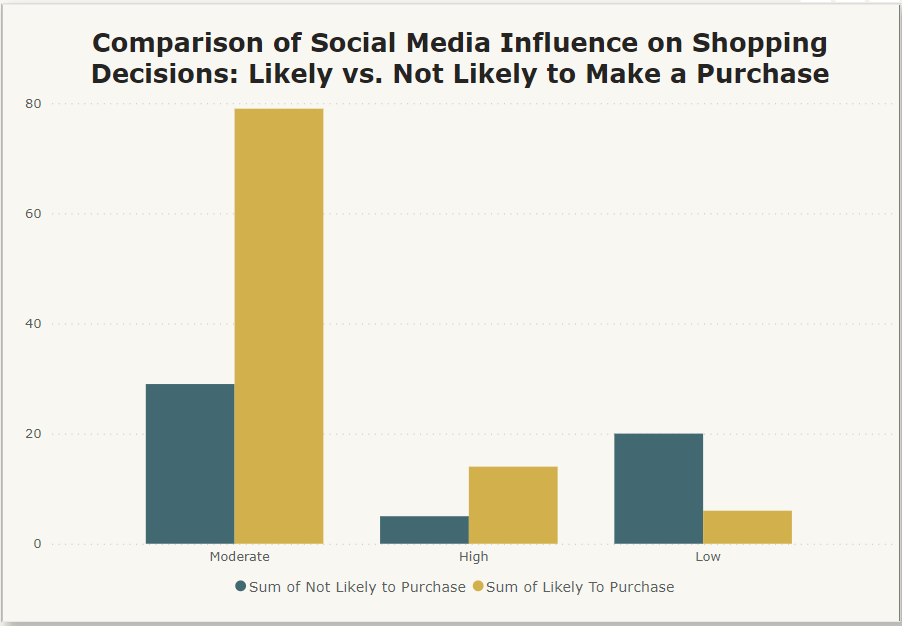 Comparison of Social Media Influence on Shopping
Decisions: Likely vs. Not Likely to Make a Purchase
80
60
40
20
0
Moderate High Low
Sum of Not Likely to Purchase Sum of Likely To Purchase